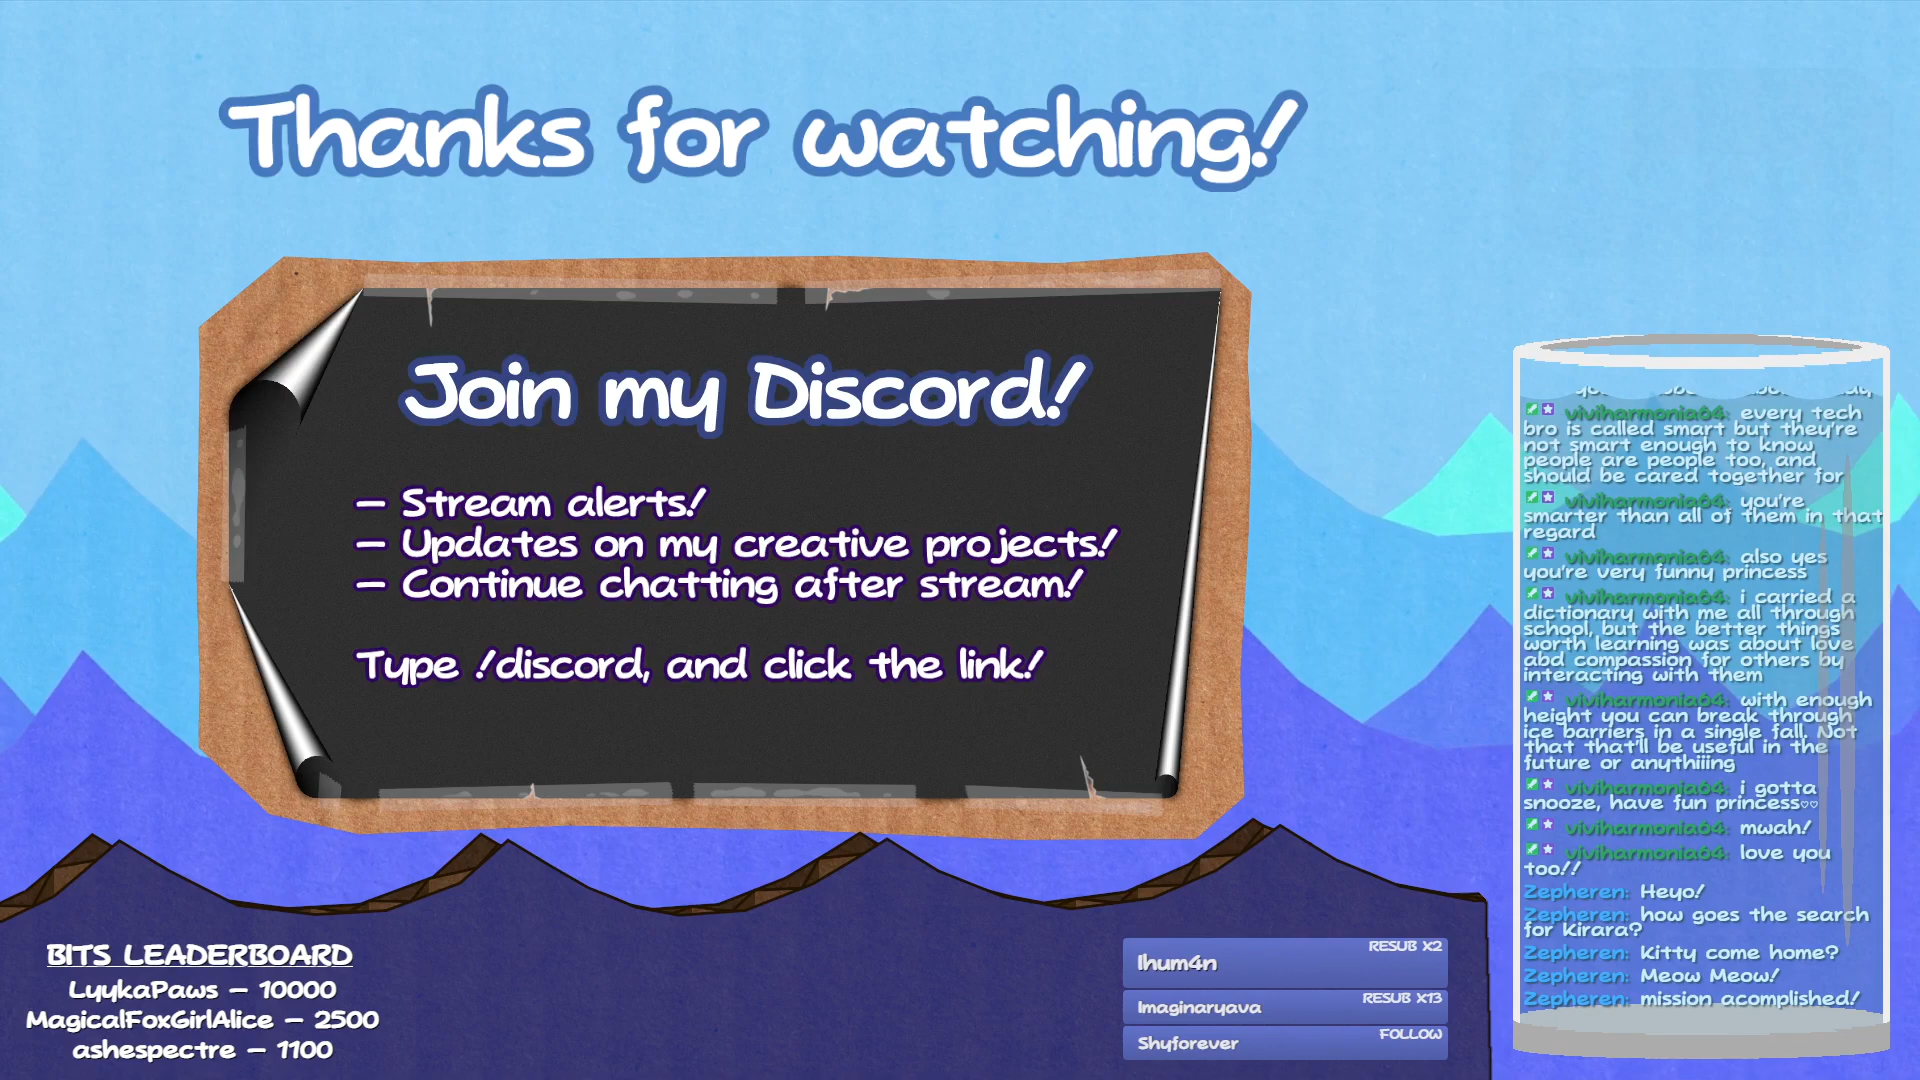 Thanks for watching!
Join my Discord!
– Stream alerts!
– Updates on my creative projects!
– Continue chatting after stream!
Type !discord, and click the link!
BITS LEADERBOARD
LyykaPaws – 10000
MagicalFoxGirlAlice – 2500
ashespectre – 1100
RESUB X2
lhum4n
RESUB X13
Imaginaryava
FOLLOW
Shyforever
viviharmonia64: every tech
bro is called smart but they're
not smart enough to know
people are people too, and
should be cared together for
viviharmonia64: you're
smarter than all of them in that
regard
viviharmonia64: also yes
you're very funny princess
viviharmonia64: i carried a
dictionary with me all through
school, but the better things
worth learning was about love
abd compassion for others by
interacting with them
viviharmonia64: with enough
height you can break through
ice barriers in a single fall. Not
that that'll be useful in the
future or anythiiing
viviharmonia64: i gotta
snooze, have fun princess♡♡
viviharmonia64: mwah!
viviharmonia64: love you
too!!
Zepheren: Heyo!
Zepheren: how goes the search
for Kirara?
Zepheren: Kitty come home?
Zepheren: Meow Meow!
Zepheren: mission acomplished!